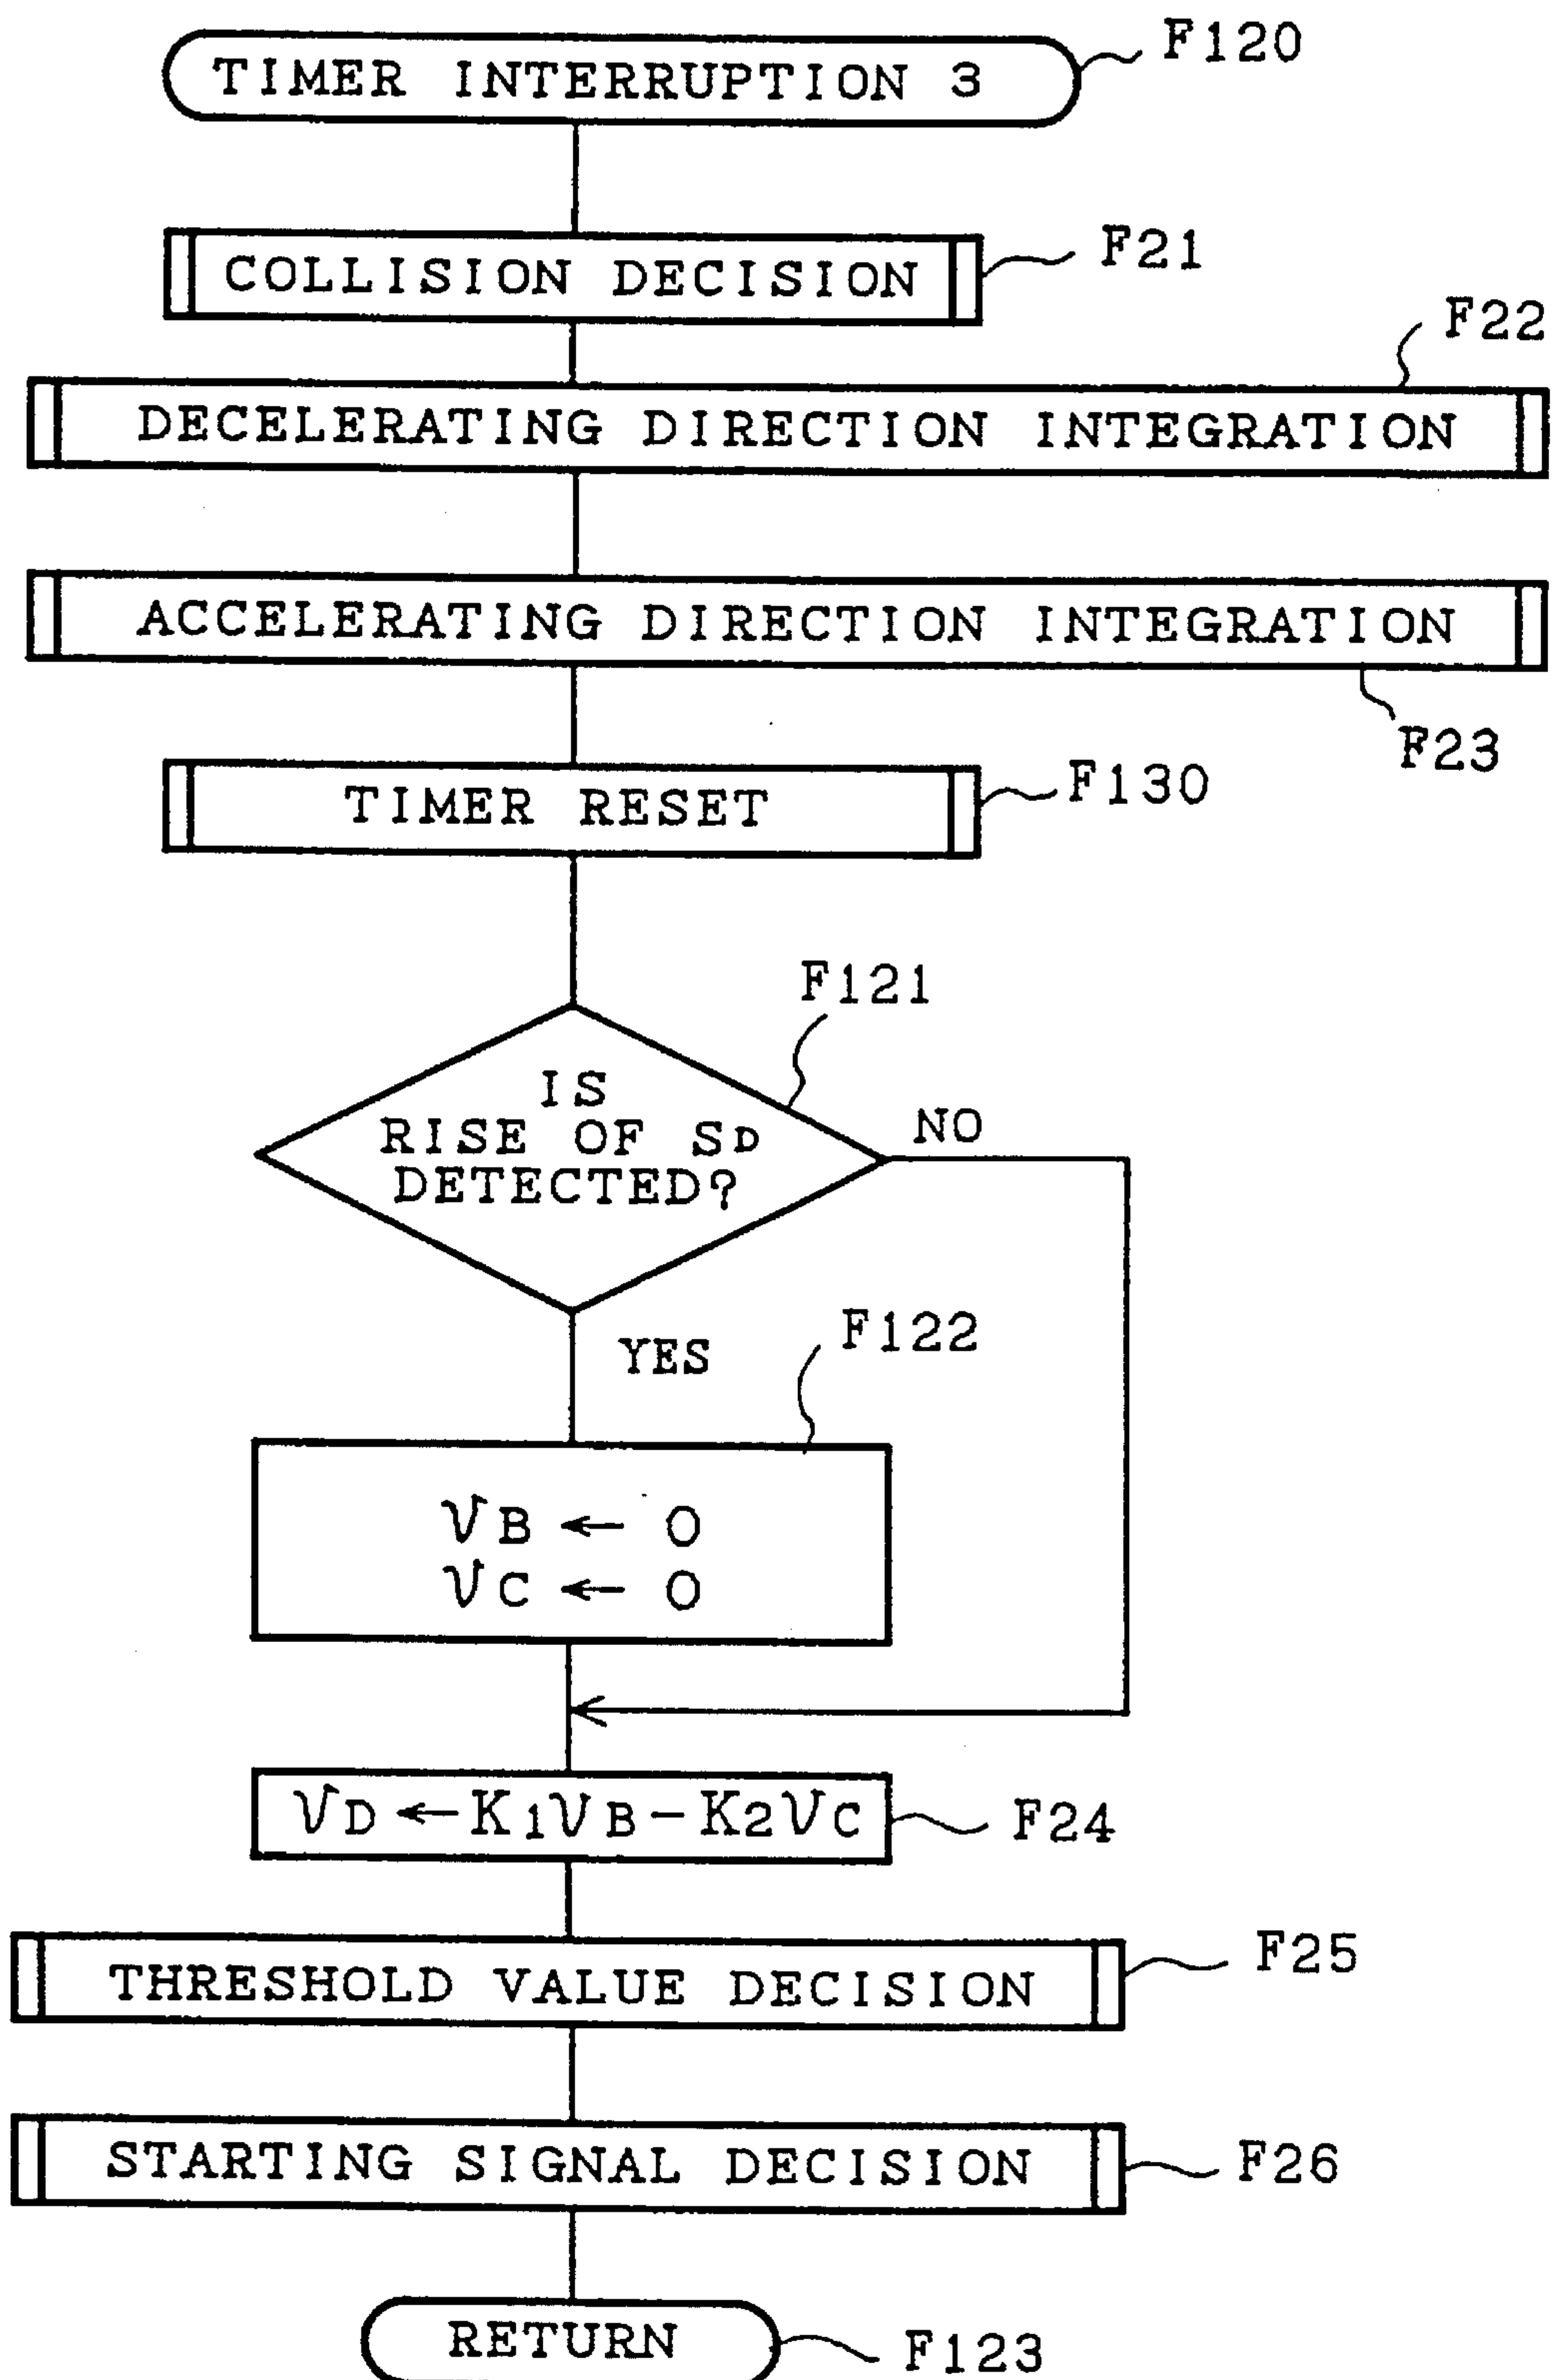 TIMER INTERRUPTION 3
F120
COLLISION DECISION
F21
F22
DECELERATING DIRECTION INTEGRATION
ACCELERATING DIRECTION INTEGRATION
F23
TIMER RESET
F130
F121
IS
RISE OF SD
DETECTED?
NO
YES
F122
VB ← 0
VC ← 0
VD ← K1VB - K2VC
F24
THRESHOLD VALUE DECISION
F25
STARTING SIGNAL DECISION
F26
RETURN
F123